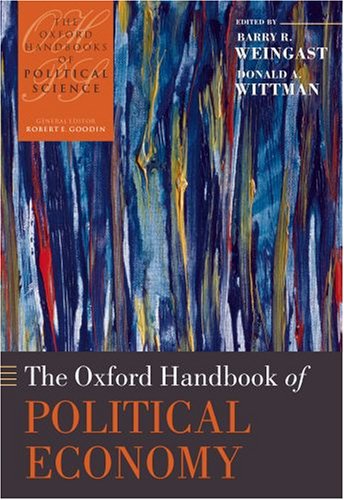 THE
OXFORD
HANDBOOKS
OF
POLITICAL
SCIENCE
GENERAL EDITOR
ROBERT E. GOODIN
EDITED BY
BARRY R.
WEINGAST
DONALD A.
WITTMAN
The Oxford Handbook of
POLITICAL
ECONOMY